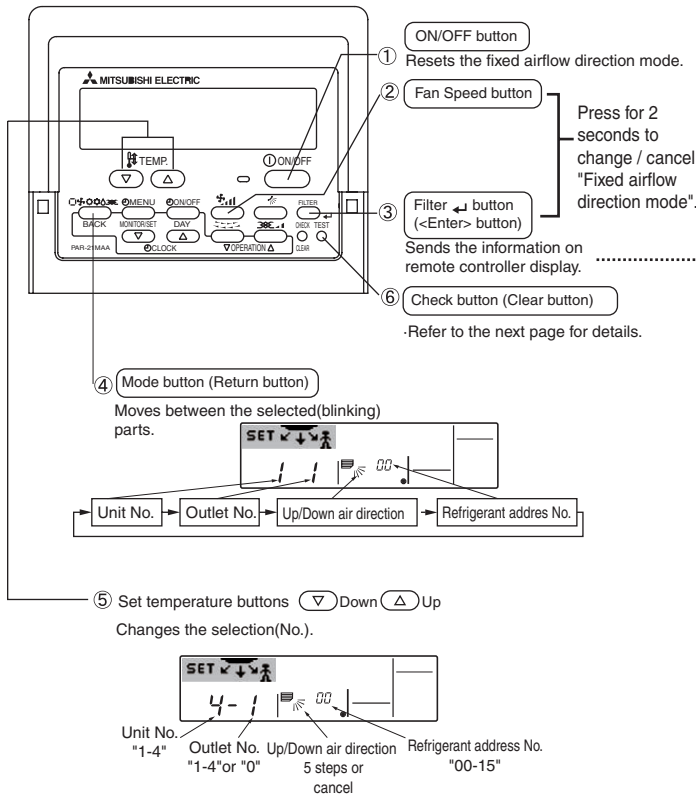 ① ON/OFF button
Resets the fixed airflow direction mode.
② Fan Speed button
Press for 2
seconds to
change / cancel
"Fixed airflow
direction mode".
③ Filter ↵ button
(<Enter> button)
Sends the information on
remote controller display.
⑥ Check button (Clear button)
·Refer to the next page for details.
MITSUBISHI ELECTRIC
TEMP.
ON/OFF
MENU ON/OFF FILTER
BACK MONITOR/SET DAY CHECK TEST
PAR-21MAA CLOCK ▽OPERATION△ CLEAR
④ Mode button (Return button)
Moves between the selected(blinking)
parts.
SET
1 1 00
Unit No. Outlet No. Up/Down air direction Refrigerant addres No.
⑤ Set temperature buttons ▽ Down △ Up
Changes the selection(No.).
SET
4-1 00
Unit No.
"1-4"
Outlet No.
"1-4"or "0"
Up/Down air direction
5 steps or
cancel
Refrigerant address No.
"00-15"